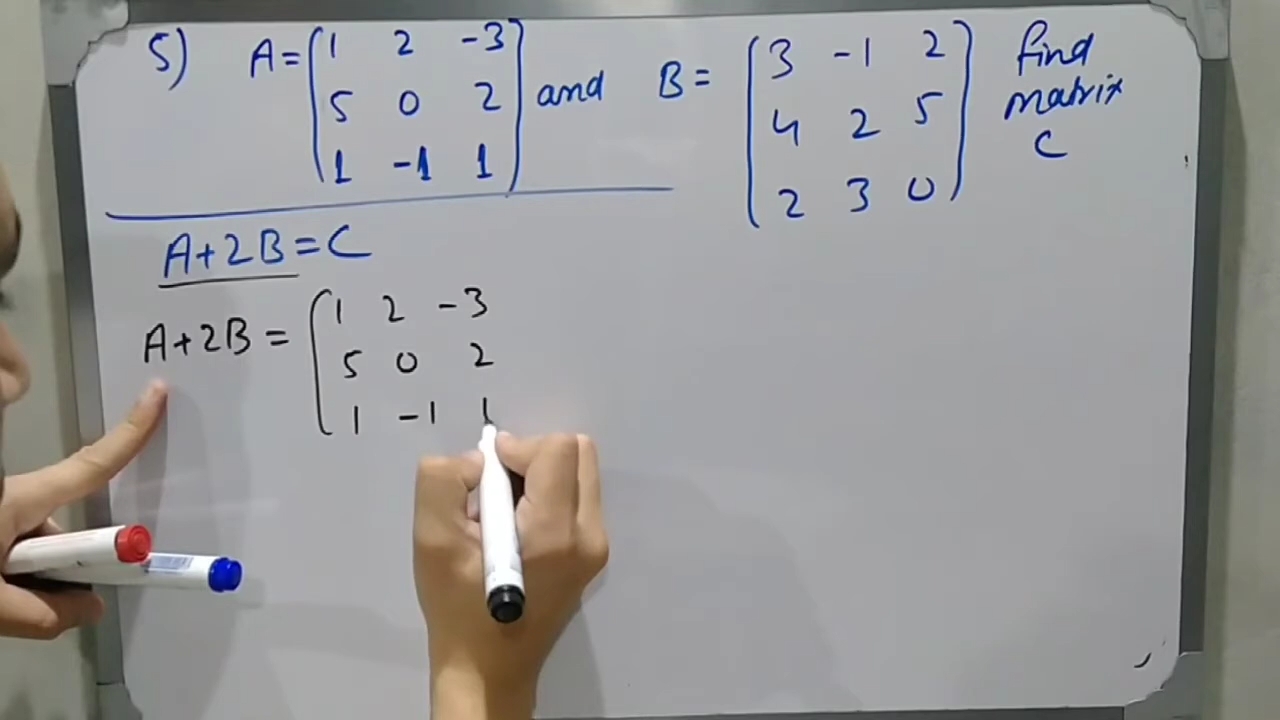 5) A = (1 2 -3) and B = (3 -1 2) find
(5 0 2) (4 2 5) matrix
(1 -1 1) (2 3 0) C
A+2B = C
A+2B = (1 2 -3
5 0 2
1 -1 1